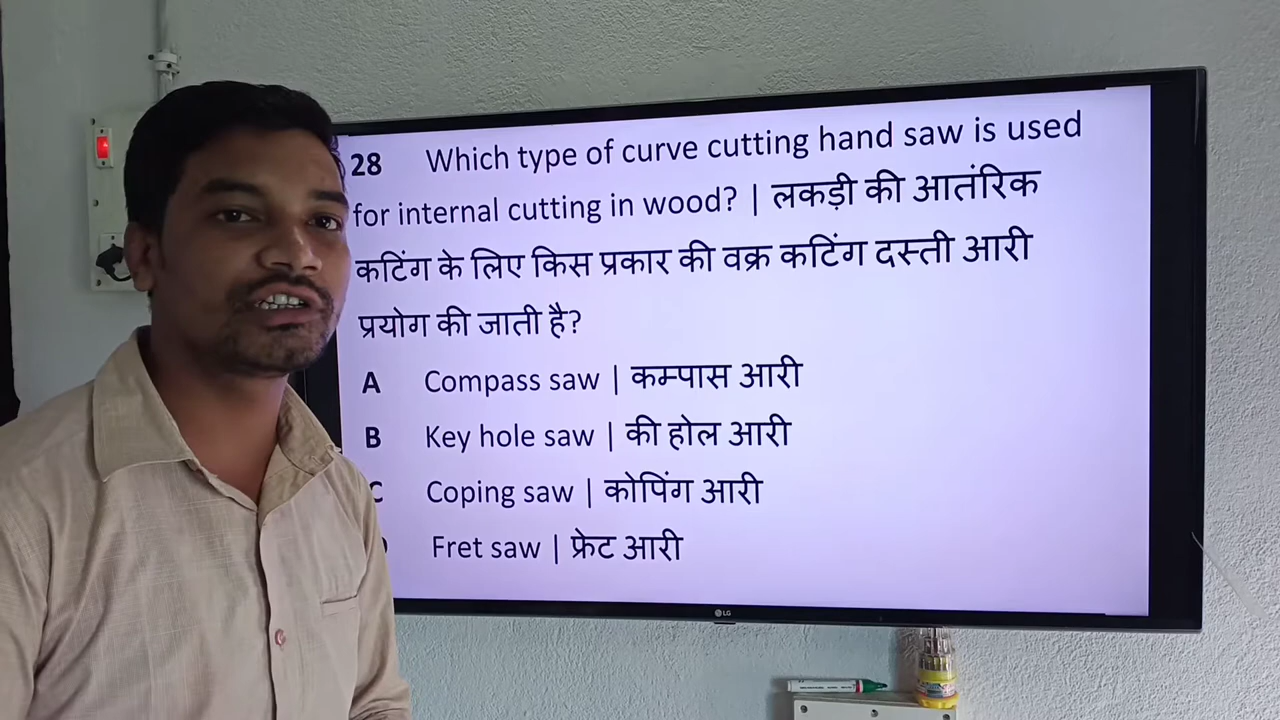 28 Which type of curve cutting hand saw is used
for internal cutting in wood? | लकड़ी की आतंरिक
कटिंग के लिए किस प्रकार की वक्र कटिंग दस्ती आरी
प्रयोग की जाती है?
A Compass saw | कम्पास आरी
B Key hole saw | की होल आरी
C Coping saw | कोपिंग आरी
D Fret saw | फ्रेट आरी
LG